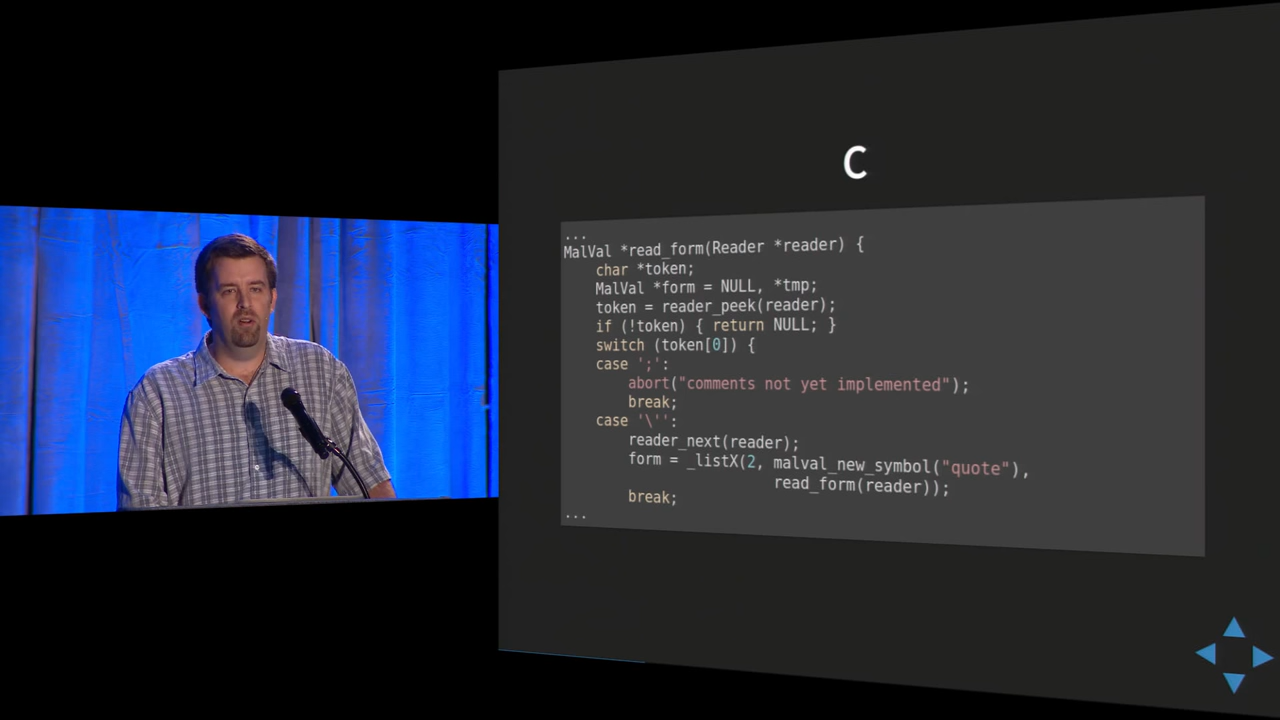 C
...
MalVal *read_form(Reader *reader) {
    char *token;
    MalVal *form = NULL, *tmp;
    token = reader_peek(reader);
    if (!token) { return NULL; }
    switch (token[0]) {
    case ';':
        abort("comments not yet implemented");
        break;
    case '\'':
        reader_next(reader);
        form = _listX(2, malval_new_symbol("quote"),
                          read_form(reader));
        break;
...